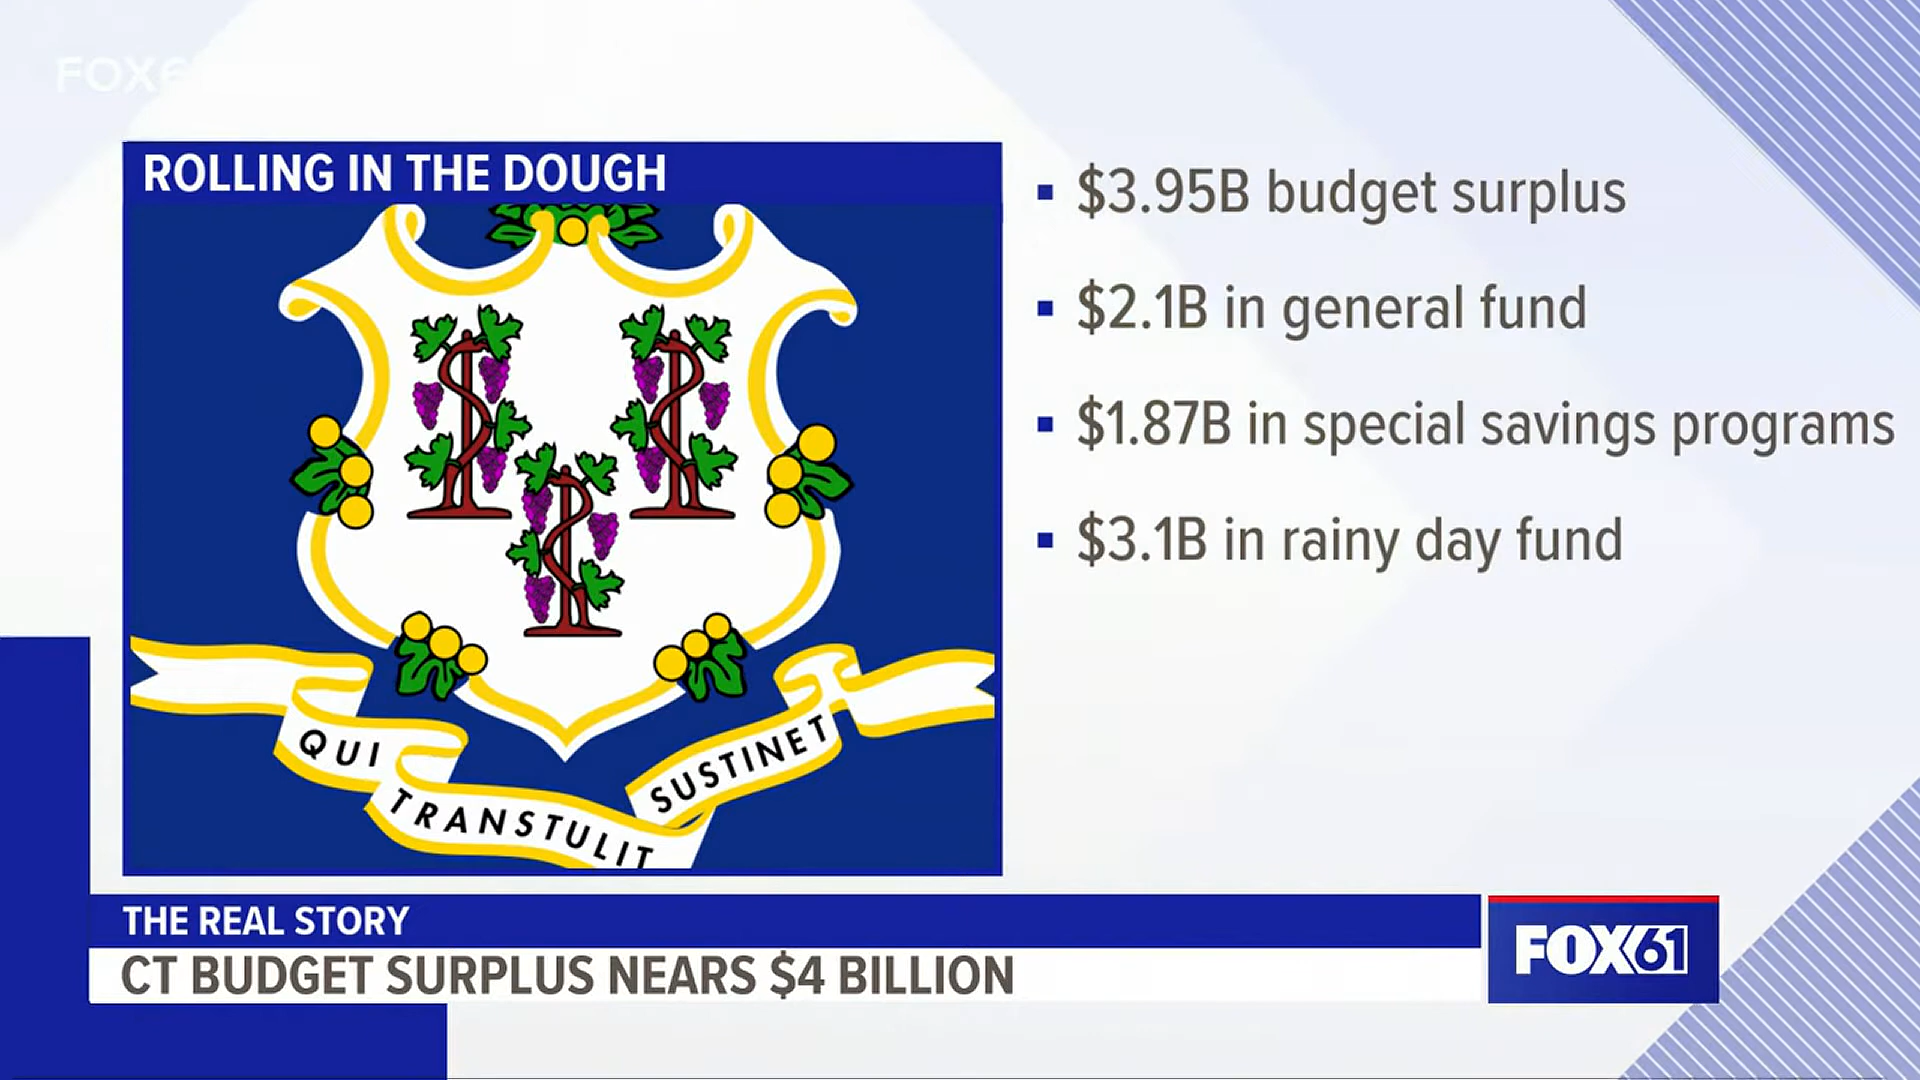 FOX6
ROLLING IN THE DOUGH
$3.95B budget surplus
$2.1B in general fund
$1.87B in special savings programs
$3.1B in rainy day fund
QUI
TRANSTULIT
SUSTINET
THE REAL STORY
CT BUDGET SURPLUS NEARS $4 BILLION
FOX61